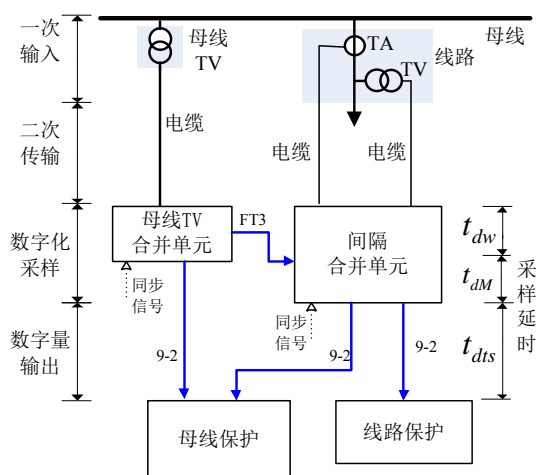 一次
输入
母线
TV
TA
线路
TV
母线
二次
传输
电缆
电缆
电缆
数字化
采样
母线TV
合并单元
FT3
间隔
合并单元
tdw
tdM
采样延时
同步
信号
同步
信号
数字量
输出
9-2
9-2
9-2
tdts
母线保护
线路保护